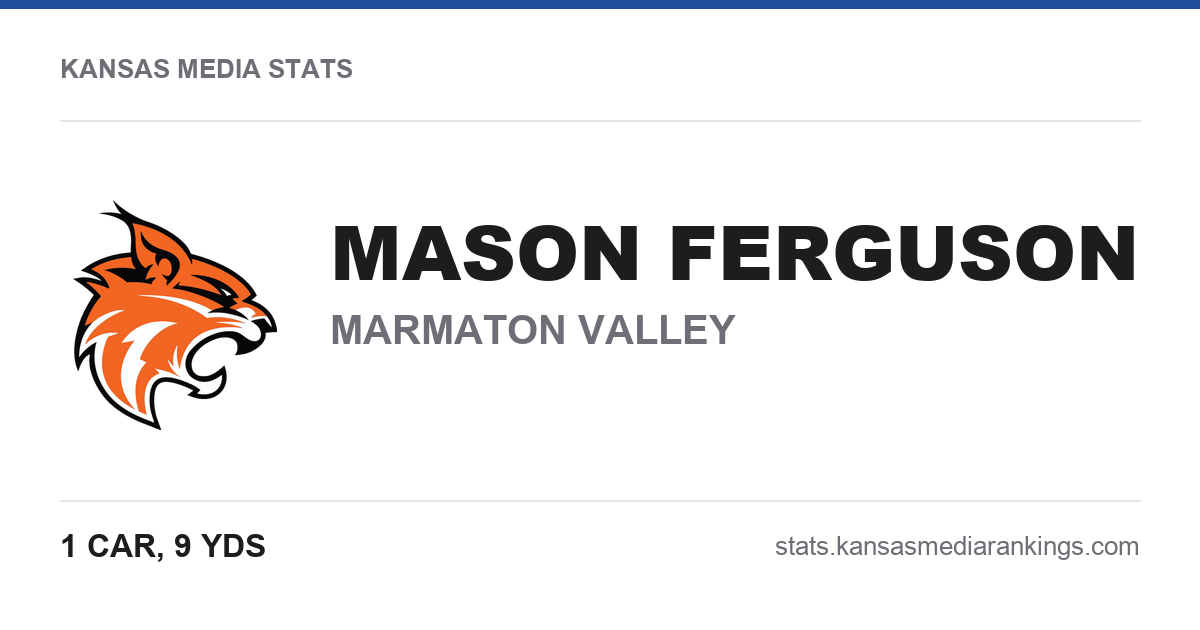 KANSAS MEDIA STATS
MASON FERGUSON
MARMATON VALLEY
1 CAR, 9 YDS
stats.kansasmediarankings.com